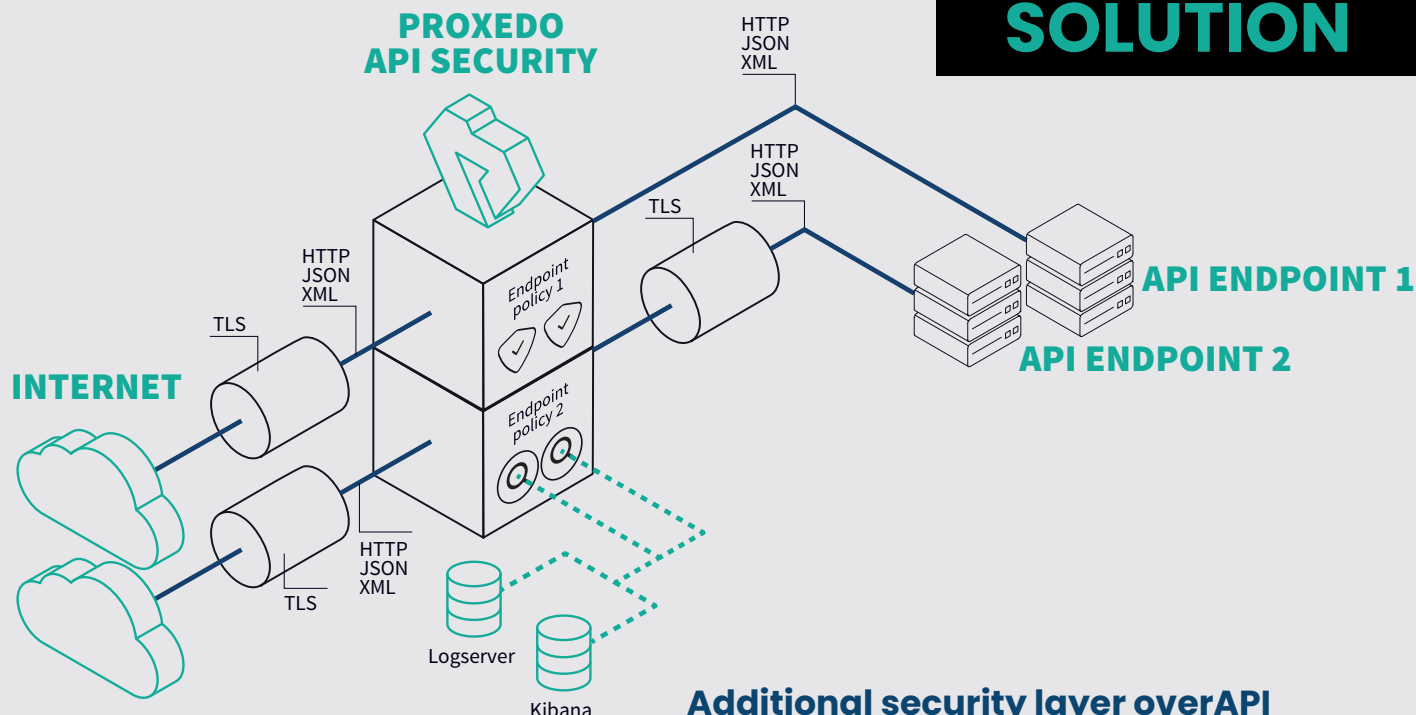 PROXEDO
API SECURITY
SOLUTION
HTTP
JSON
XML
HTTP
JSON
XML
TLS
HTTP
JSON
XML
TLS
INTERNET
Endpoint
policy 1
API ENDPOINT 1
API ENDPOINT 2
Endpoint
policy 2
HTTP
JSON
XML
TLS
Logserver
Kibana
Additional security layer overAPI